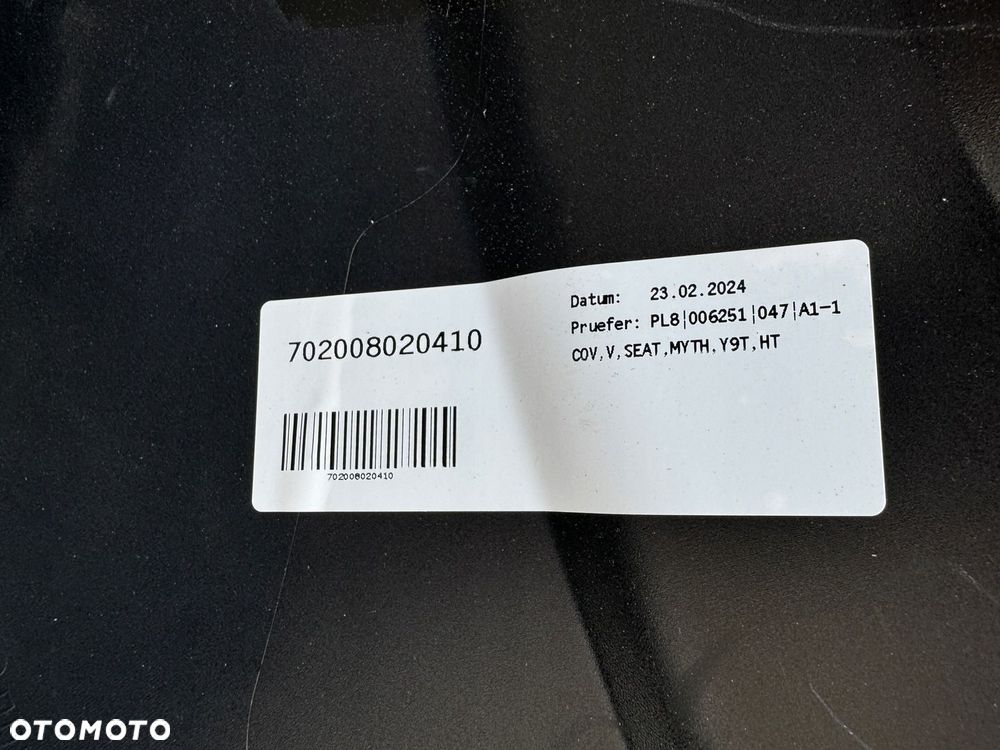 702008020410
702008020410
Datum: 23.02.2024
Pruefer: PL8|006251|047|A1-1
COV,V,SEAT,MYTH,Y9T,HT
OTOMOTO